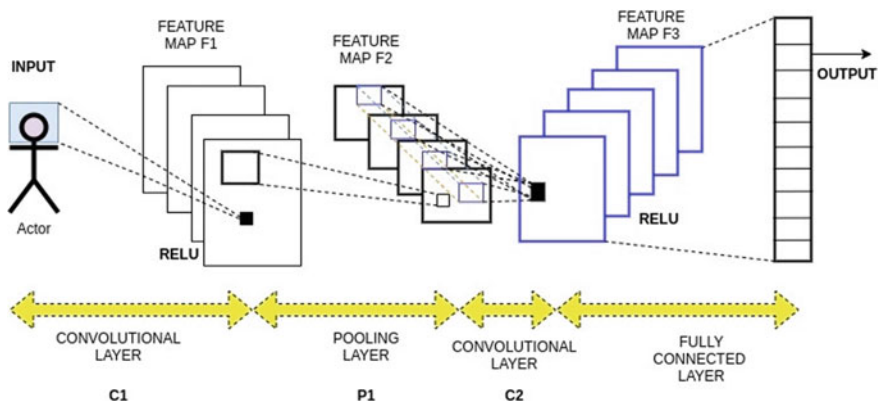 FEATURE
MAP F1
FEATURE
MAP F2
FEATURE
MAP F3
INPUT
OUTPUT
Actor
RELU
RELU
CONVOLUTIONAL
LAYER
POOLING
LAYER
CONVOLUTIONAL
LAYER
FULLY
CONNECTED
LAYER
C1
P1
C2